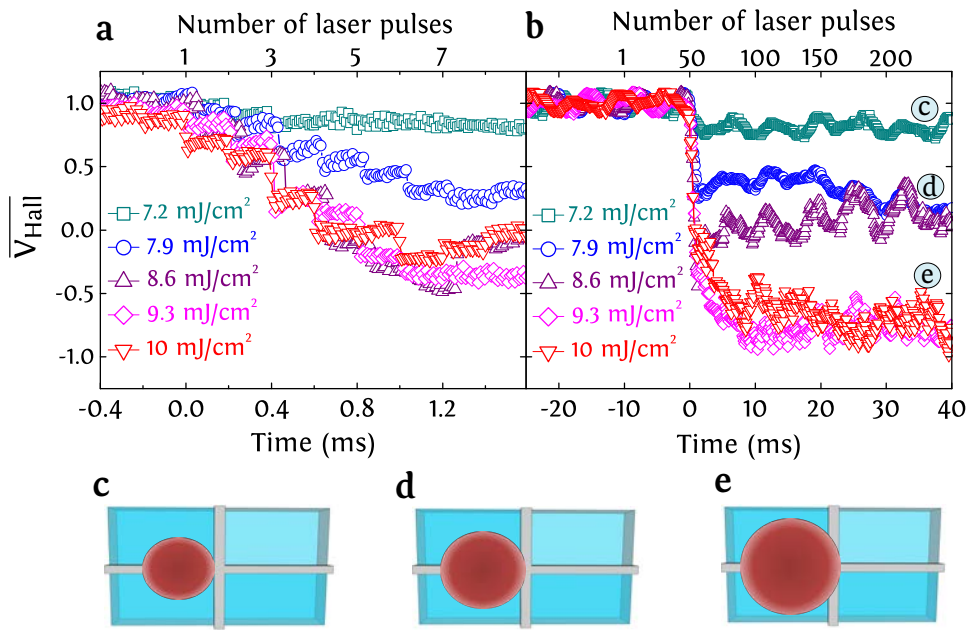 Number of laser pulses
Number of laser pulses
a
b
1 3 5 7
1 50 100 150 200
1.0
0.5
0.0
-0.5
-1.0
V_Hall
7.2 mJ/cm²
7.9 mJ/cm²
8.6 mJ/cm²
9.3 mJ/cm²
10 mJ/cm²
7.2 mJ/cm²
7.9 mJ/cm²
8.6 mJ/cm²
9.3 mJ/cm²
10 mJ/cm²
c
d
e
-0.4 0.0 0.4 0.8 1.2
-20 -10 0 10 20 30 40
Time (ms)
Time (ms)
c
d
e